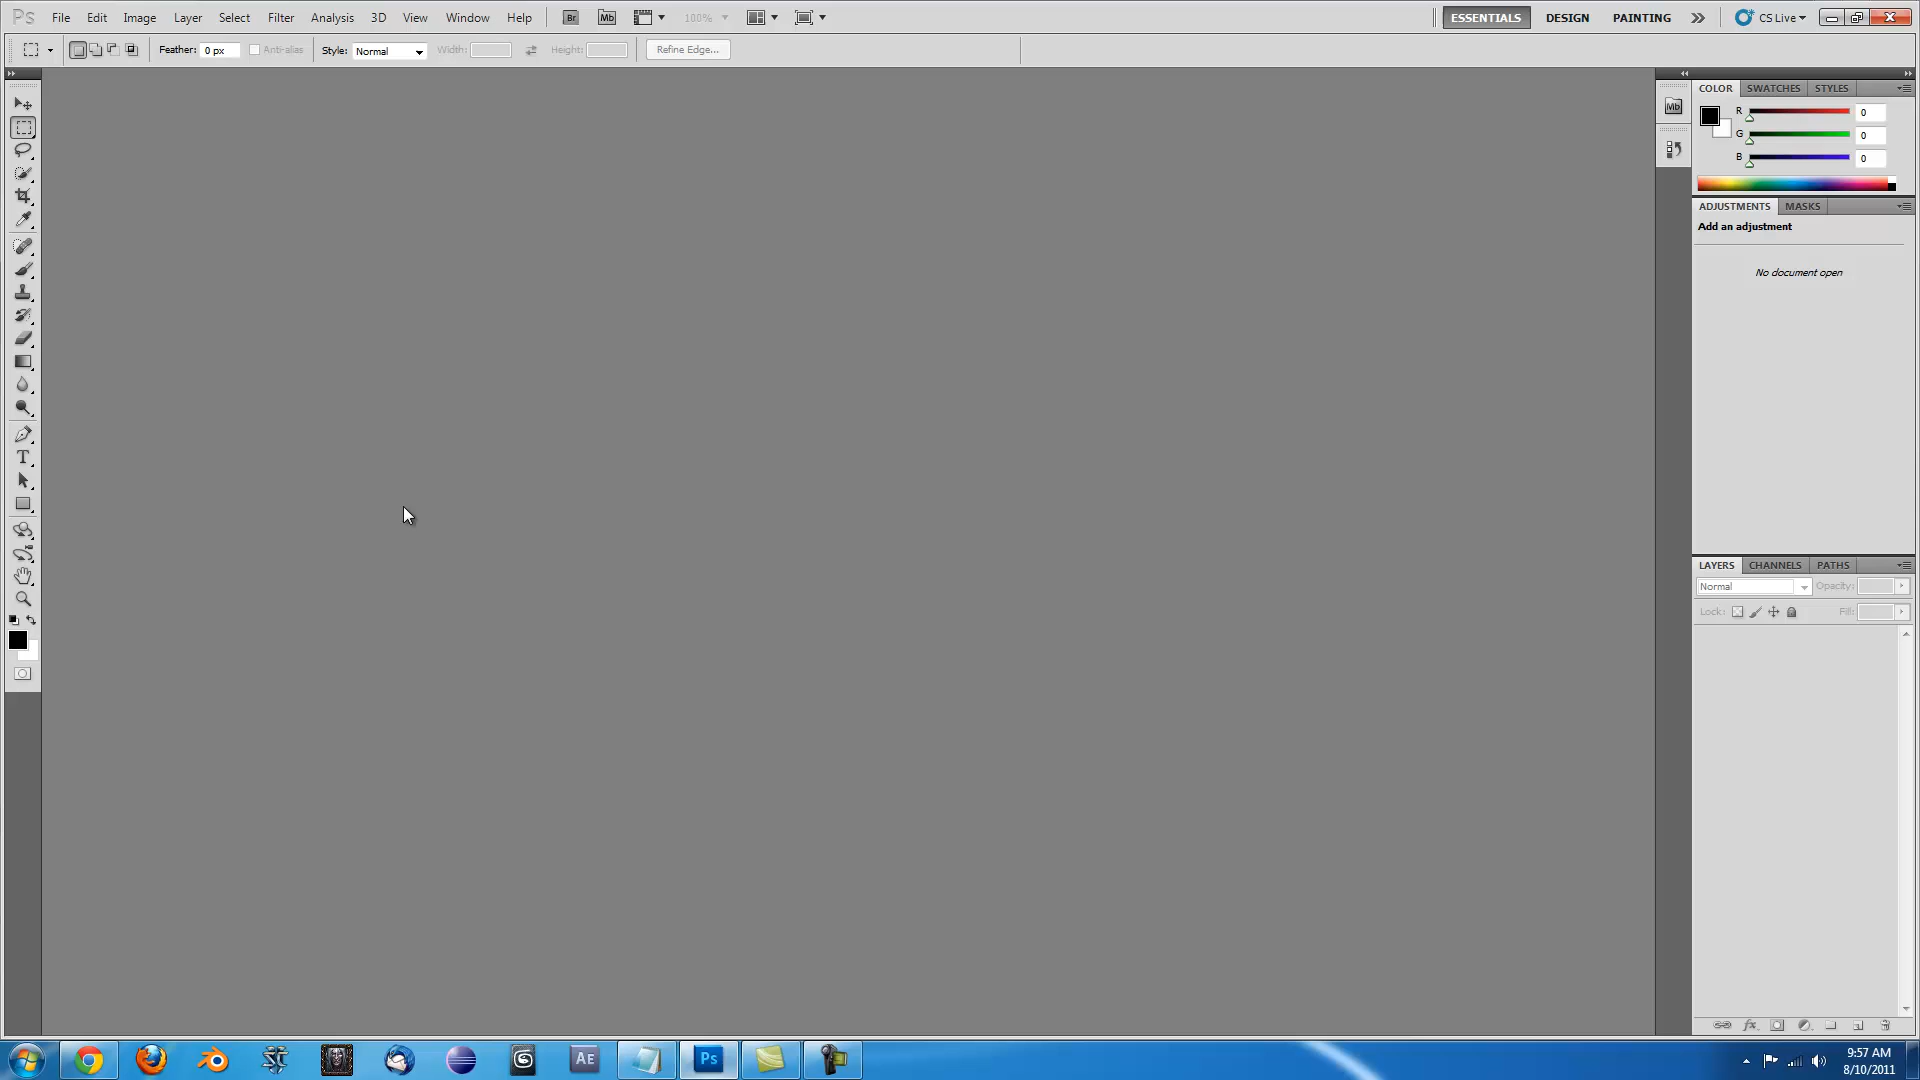 Ps File Edit Image Layer Select Filter Analysis 3D View Window Help Br Mb 100% ESSENTIALS DESIGN PAINTING CS Live
Feather: 0 px Anti-alias Style: Normal Width: Height: Refine Edge...
Mb
COLOR SWATCHES STYLES
R 0
G 0
B 0
ADJUSTMENTS MASKS
Add an adjustment
No document open
T
LAYERS CHANNELS PATHS
Normal Opacity:
Lock: Fill:
fx
Ae Ps
9:57 AM
8/10/2011